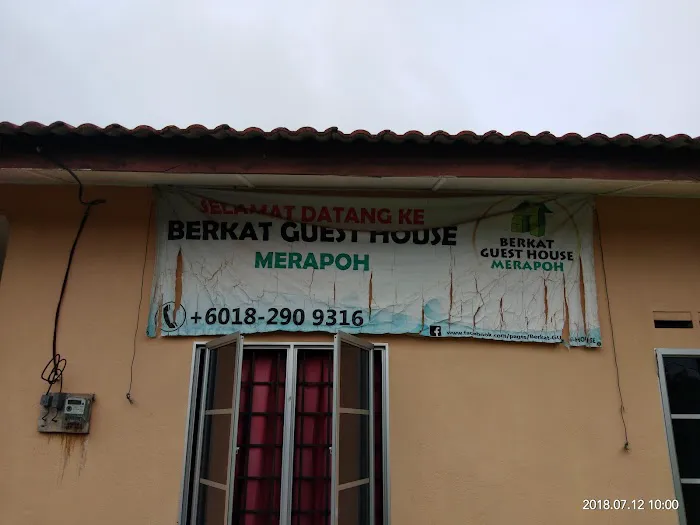 SELAMAT DATANG KE
BERKAT GUEST HOUSE
MERAPOH
+6018-290 9316
BERKAT
GUEST HOUSE
MERAPOH
2018.07.12 10:00